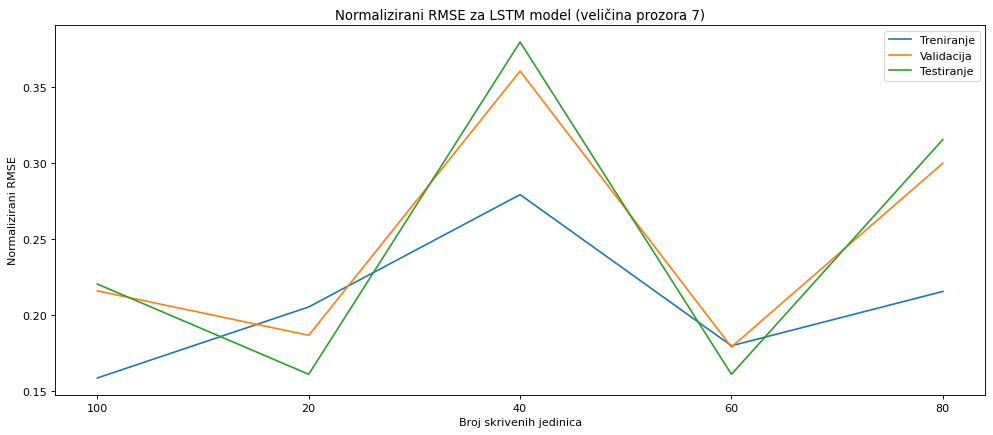 Normalizirani RMSE za LSTM model (veličina prozora 7)
Treniranje
Validacija
Testiranje
Normalizirani RMSE
0.35
0.30
0.25
0.20
0.15
100 20 40 60 80
Broj skrivenih jedinica